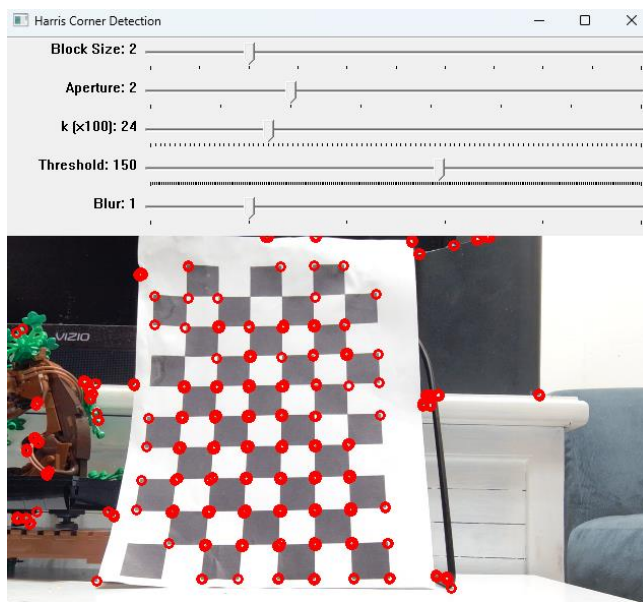 Harris Corner Detection
Block Size: 2
Aperture: 2
k (x100): 24
Threshold: 150
Blur: 1
VIZIO